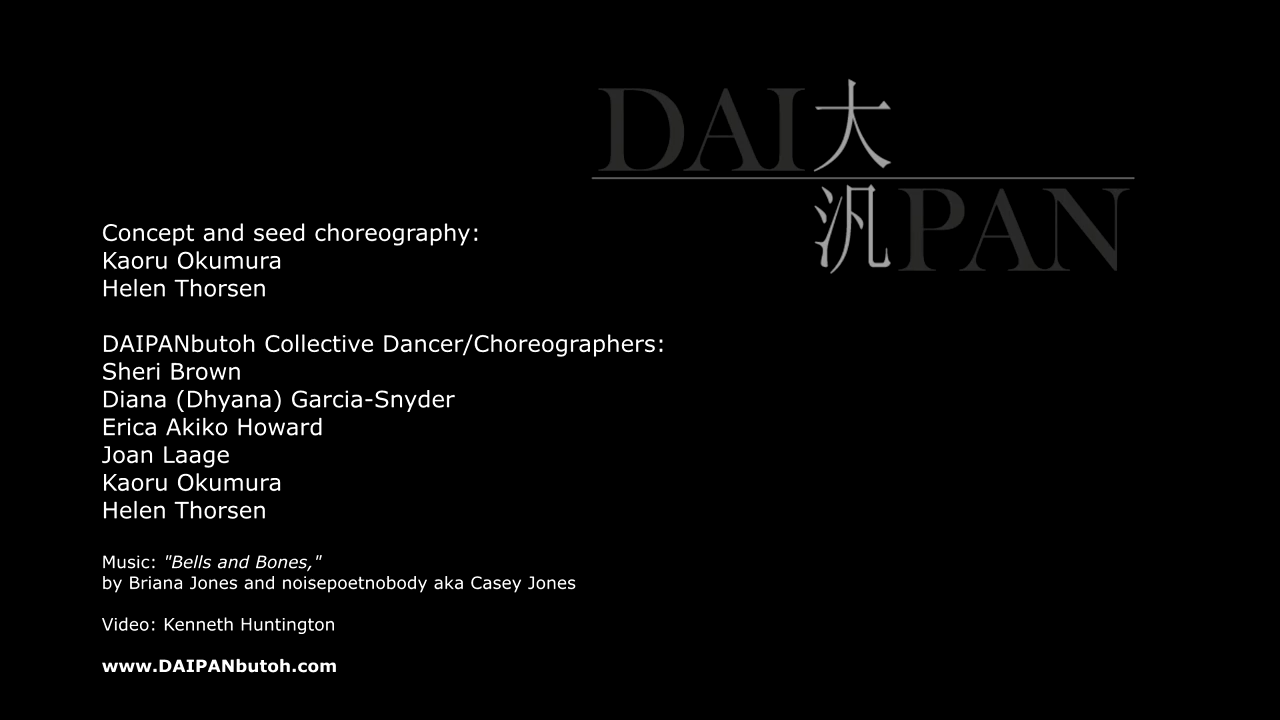 DAI大
汎PAN
Concept and seed choreography:
Kaoru Okumura
Helen Thorsen
DAIPANbutoh Collective Dancer/Choreographers:
Sheri Brown
Diana (Dhyana) Garcia-Snyder
Erica Akiko Howard
Joan Laage
Kaoru Okumura
Helen Thorsen
Music: "Bells and Bones,"
by Briana Jones and noisepoetnobody aka Casey Jones
Video: Kenneth Huntington
www.DAIPANbutoh.com